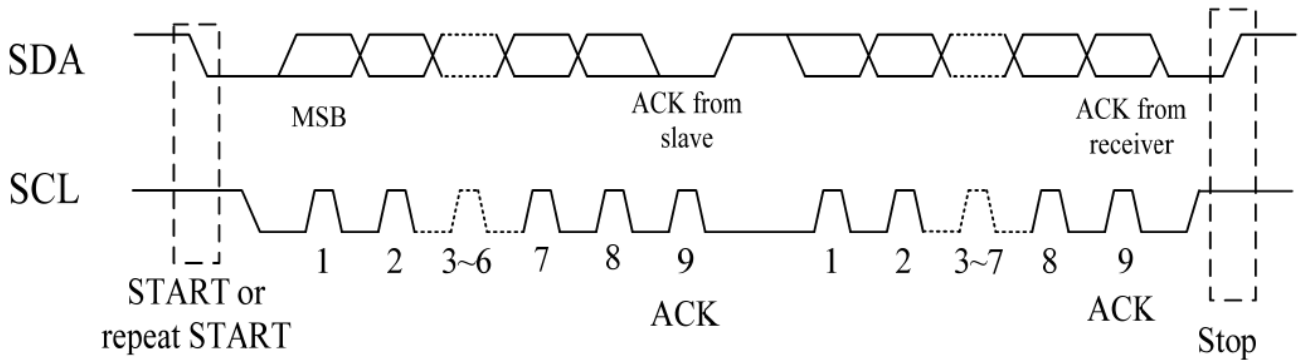 SDA
MSB
ACK from
slave
ACK from
receiver
SCL
1 2 3~6 7 8 9 1 2 3~7 8 9
START or
repeat START
ACK
ACK
Stop